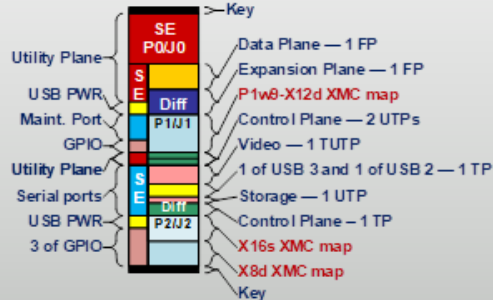 Key
SE
P0/J0
Utility Plane
Data Plane — 1 FP
Expansion Plane — 1 FP
S
E
USB PWR
Diff
P1w9-X12d XMC map
Maint. Port
P1/J1
Control Plane — 2 UTPs
GPIO
Video — 1 TUTP
Utility Plane
1 of USB 3 and 1 of USB 2 — 1 TP
S
E
Serial ports
Storage — 1 UTP
Diff
Control Plane – 1 TP
USB PWR
P2/J2
3 of GPIO
X16s XMC map
X8d XMC map
Key